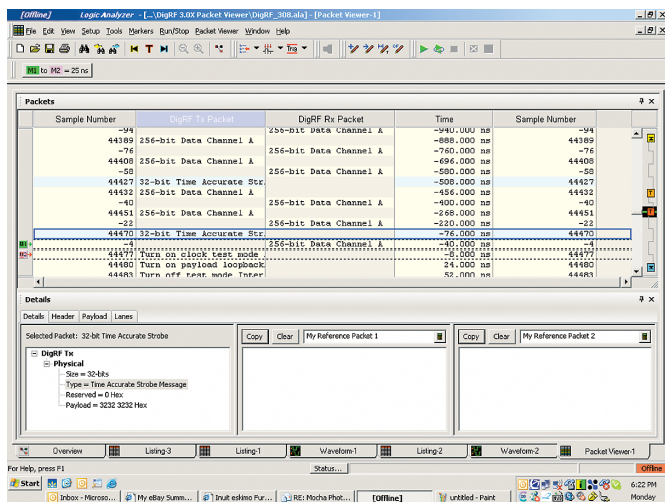 [Offline] Logic Analyzer - [...\DigRF 3.0X Packet Viewer\DigRF_308.ala] - [Packet Viewer-1]
File Edit View Setup Tools Markers Run/Stop Packet Viewer Window Help
M1 to M2 = 25 ns
Packets
Sample Number DigRF Tx Packet DigRF Rx Packet Time Sample Number
-94 256-bit Data Channel A -940.000 ns -94
44389 256-bit Data Channel A -888.000 ns 44389
-76 256-bit Data Channel A -760.000 ns -76
44408 256-bit Data Channel A -696.000 ns 44408
-58 256-bit Data Channel A -580.000 ns -58
44427 32-bit Time Accurate Str. -508.000 ns 44427
44432 256-bit Data Channel A -456.000 ns 44432
-40 256-bit Data Channel A -400.000 ns -40
44451 256-bit Data Channel A -268.000 ns 44451
-22 256-bit Data Channel A -220.000 ns -22
44470 32-bit Time Accurate Str. -76.000 ns 44470
-4 256-bit Data Channel A -40.000 ns -4
44477 Turn on clock test mode -8.000 ns 44477
44480 Turn on payload loopback 24.000 ns 44480
44483 Turn off test mode Inter 52.000 ns 44483
Details
Details Header Payload Lanes
Selected Packet: 32-bit Time Accurate Strobe
DigRF Tx
Physical
Size = 32-bits
Type = Time Accurate Strobe Message
Reserved = 0 Hex
Payload = 3232 3232 Hex
Copy Clear My Reference Packet 1
Copy Clear My Reference Packet 2
Overview Listing-3 Listing-1 Waveform-1 Listing-2 Waveform-2 Packet Viewer-1
For Help, press F1 Status... Offline
Start 6:22 PM
Inbox - Microso... My eBay Summ... Inuit eskimo Fur... RE: Mocha Phot... [Offline] untitled - Paint Monday